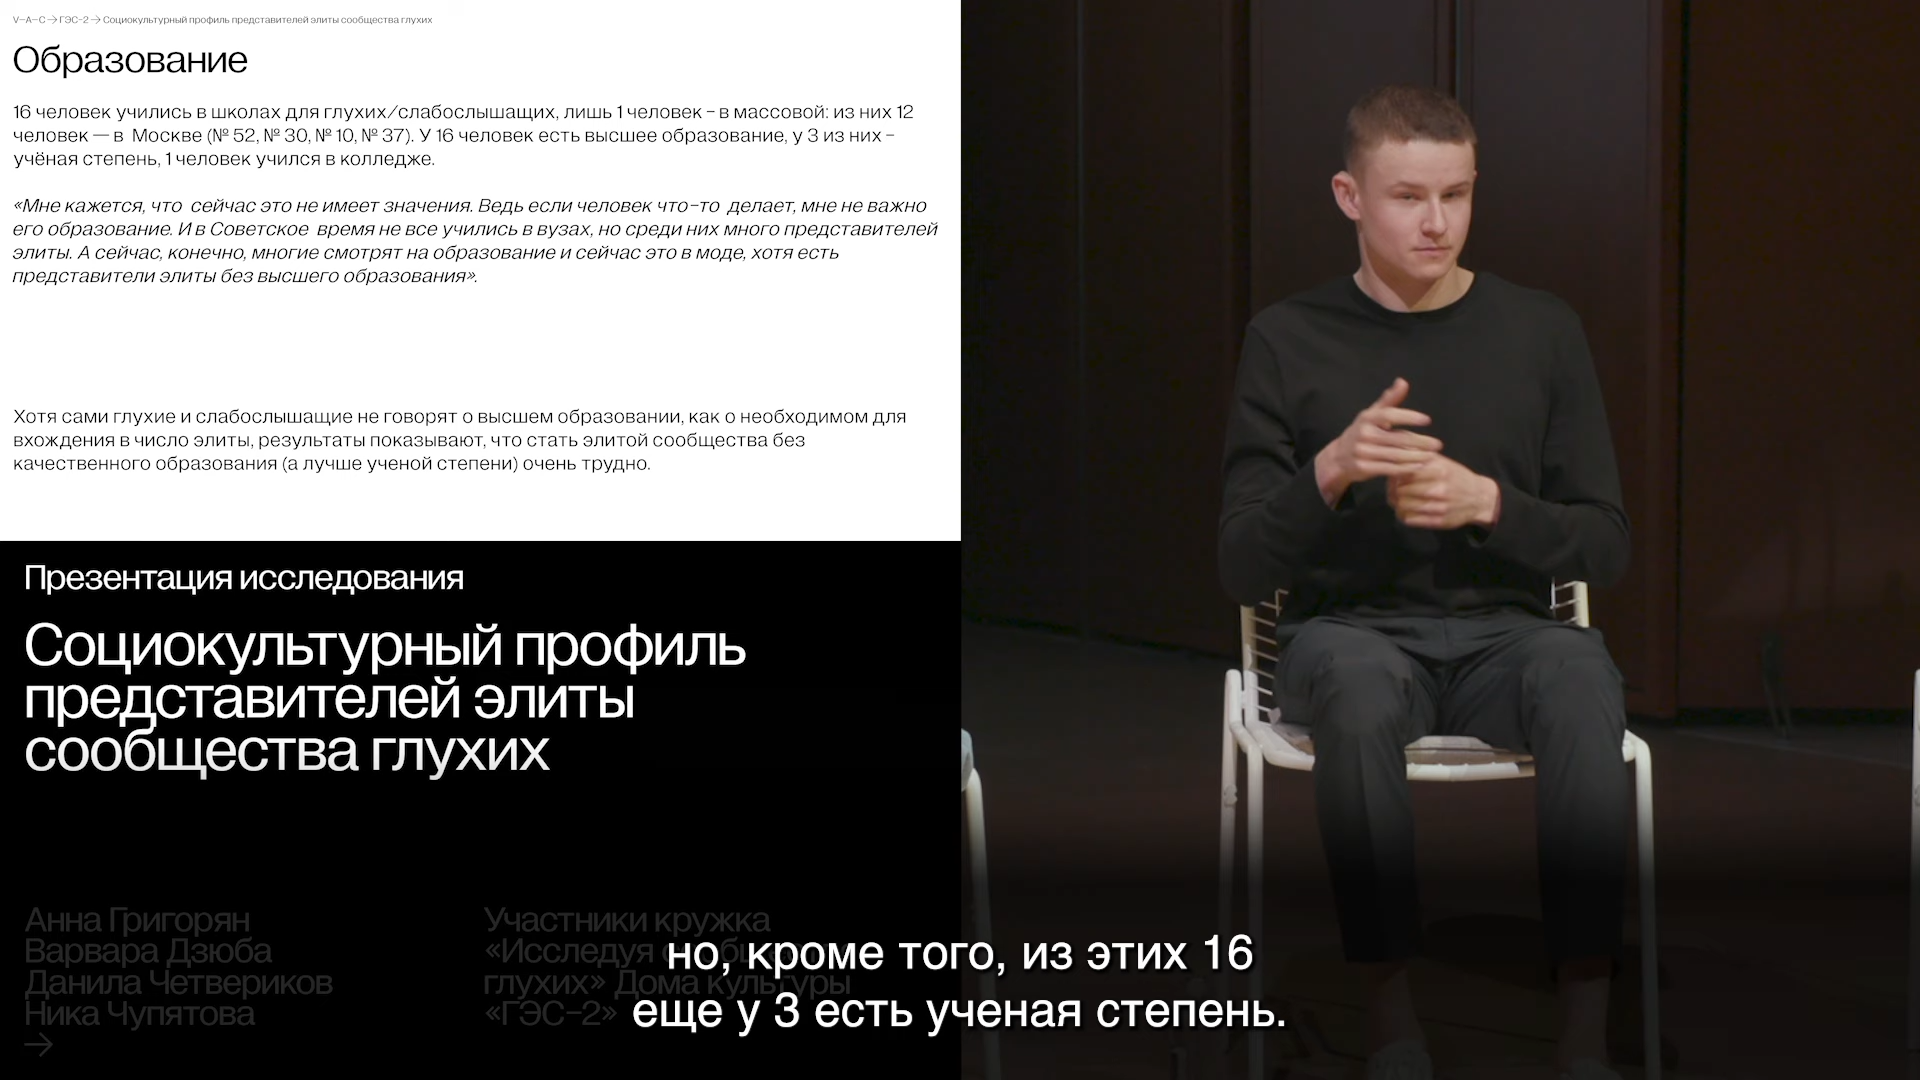 V–A–C → ГЭС-2 → Социокультурный профиль представителей элиты сообщества глухих
Образование
16 человек учились в школах для глухих/слабослышащих, лишь 1 человек – в массовой: из них 12
человек — в Москве (№ 52, № 30, № 10, № 37). У 16 человек есть высшее образование, у 3 из них –
учёная степень, 1 человек учился в колледже.
«Мне кажется, что сейчас это не имеет значения. Ведь если человек что-то делает, мне не важно
его образование. И в Советское время не все учились в вузах, но среди них много представителей
элиты. А сейчас, конечно, многие смотрят на образование и сейчас это в моде, хотя есть
представители элиты без высшего образования».
Хотя сами глухие и слабослышащие не говорят о высшем образовании, как о необходимом для
вхождения в число элиты, результаты показывают, что стать элитой сообщества без
качественного образования (а лучше ученой степени) очень трудно.
Презентация исследования
Социокультурный профиль
представителей элиты
сообщества глухих
Анна Григорян
Варвара Дзюба
Данила Четвериков
Ника Чупятова
→
Участники кружка
«Исследуя
глухих» Дома культуры
«ГЭС-2»
но, кроме того, из этих 16
еще у 3 есть ученая степень.